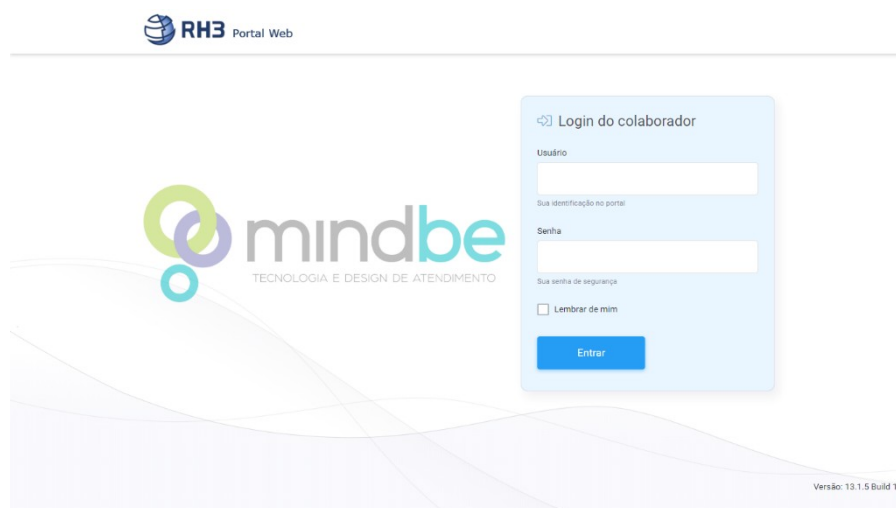 RH3 Portal Web
Login do colaborador
Usuário
Sua identificação no portal
Senha
Sua senha de segurança
Lembrar de mim
Entrar
mindbe
TECNOLOGIA E DESIGN DE ATENDIMENTO
Versão: 13.1.5 Build 1